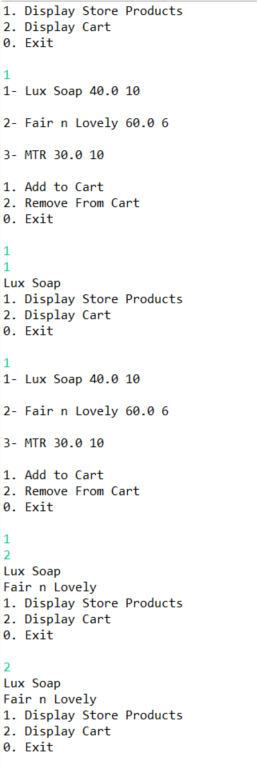 1. Display Store Products
2. Display Cart
0. Exit
1
1- Lux Soap 40.0 10
2- Fair n Lovely 60.0 6
3- MTR 30.0 10
1. Add to Cart
2. Remove From Cart
0. Exit
1
1
Lux Soap
1. Display Store Products
2. Display Cart
0. Exit
1
1- Lux Soap 40.0 10
2- Fair n Lovely 60.0 6
3- MTR 30.0 10
1. Add to Cart
2. Remove From Cart
0. Exit
1
2
Lux Soap
Fair n Lovely
1. Display Store Products
2. Display Cart
0. Exit
2
Lux Soap
Fair n Lovely
1. Display Store Products
2. Display Cart
0. Exit